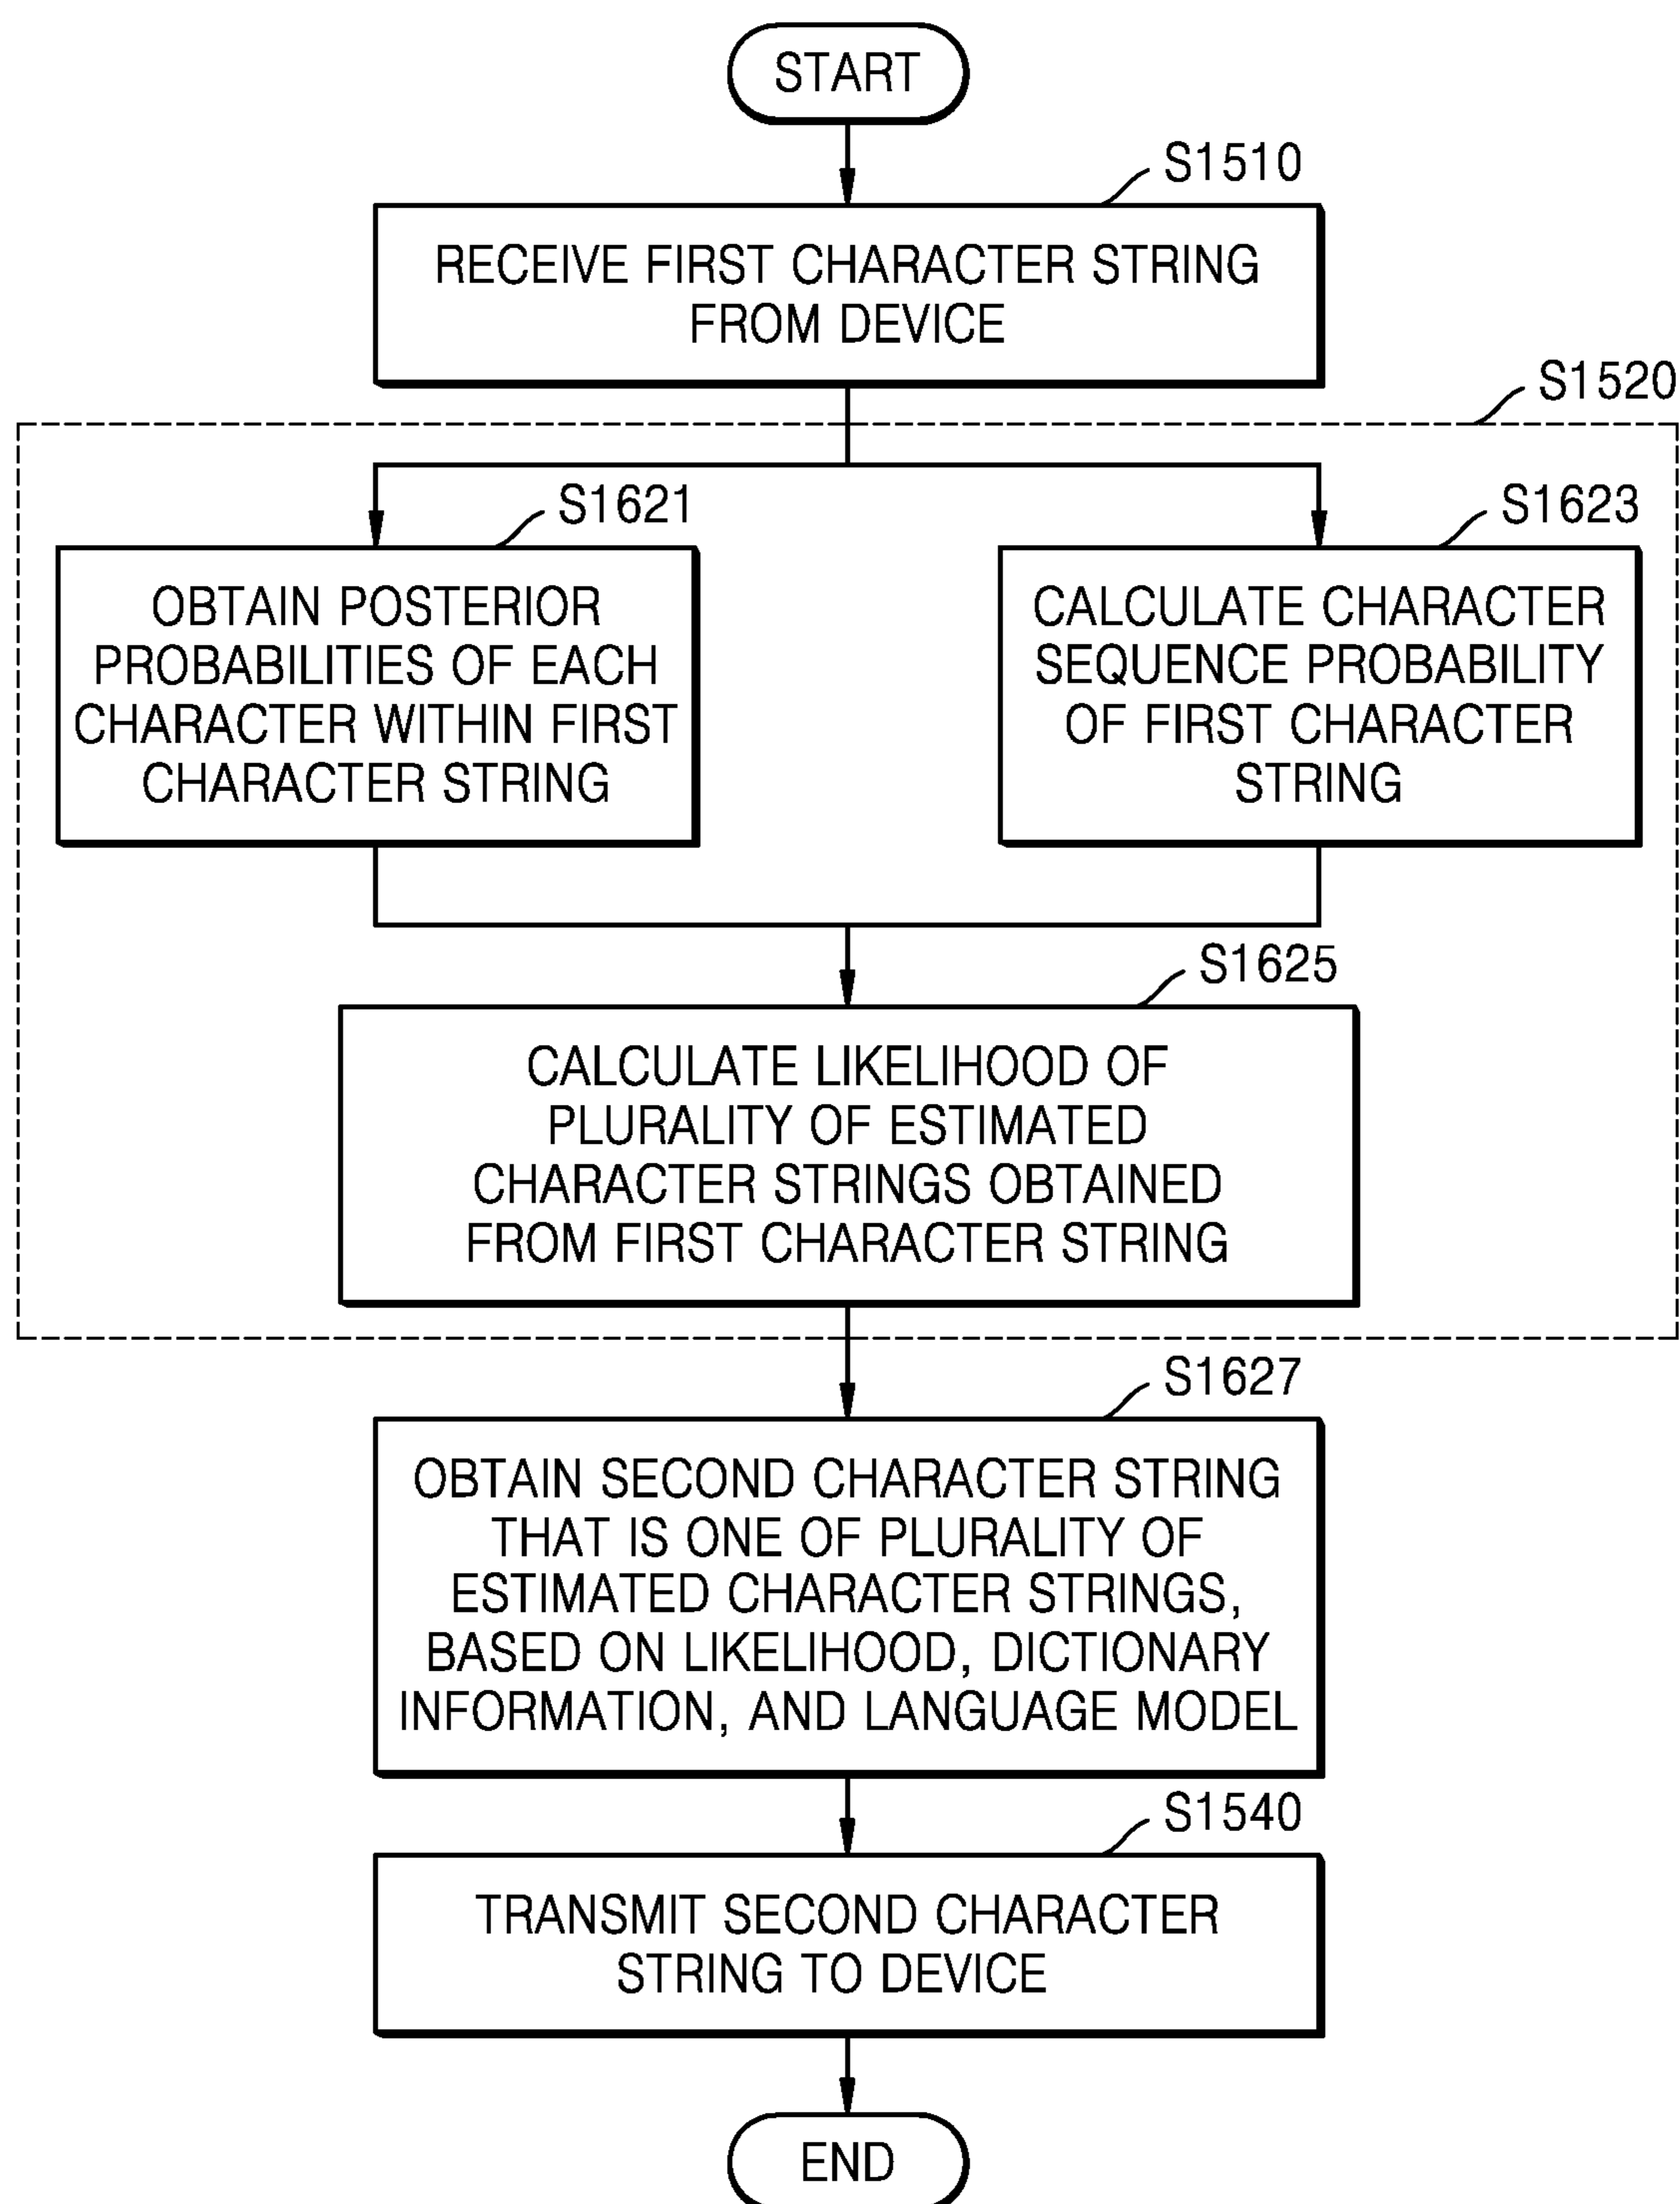 START
S1510
RECEIVE FIRST CHARACTER STRING
FROM DEVICE
S1520
S1621
OBTAIN POSTERIOR
PROBABILITIES OF EACH
CHARACTER WITHIN FIRST
CHARACTER STRING
S1623
CALCULATE CHARACTER
SEQUENCE PROBABILITY
OF FIRST CHARACTER
STRING
S1625
CALCULATE LIKELIHOOD OF
PLURALITY OF ESTIMATED
CHARACTER STRINGS OBTAINED
FROM FIRST CHARACTER STRING
S1627
OBTAIN SECOND CHARACTER STRING
THAT IS ONE OF PLURALITY OF
ESTIMATED CHARACTER STRINGS,
BASED ON LIKELIHOOD, DICTIONARY
INFORMATION, AND LANGUAGE MODEL
S1540
TRANSMIT SECOND CHARACTER
STRING TO DEVICE
END